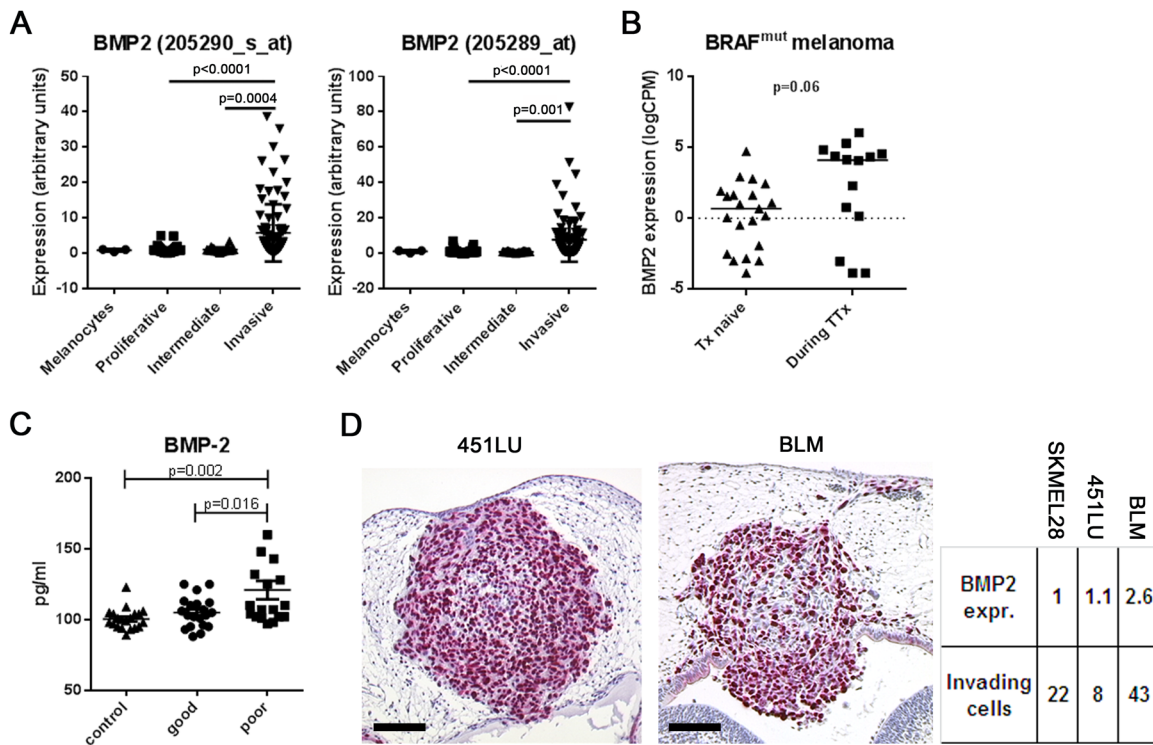 A
BMP2 (205290_s_at)
Expression (arbitrary units)
50
40
30
20
10
0
-10
p<0.0001
p=0.0004
Melanocytes
Proliferative
Intermediate
Invasive
BMP2 (205289_at)
Expression (arbitrary units)
100
80
60
40
20
0
-20
p<0.0001
p=0.001
Melanocytes
Proliferative
Intermediate
Invasive
B
BRAFmut melanoma
BMP2 expression (logCPM)
10
5
0
-5
p=0.06
Tx naive
During TTx
C
BMP-2
pg/ml
200
150
100
50
p=0.002
p=0.016
control
good
poor
D
451LU
BLM
SKMEL28
451LU
BLM
BMP2
expr.
1 1.1 2.6
Invading
cells
22 8 43